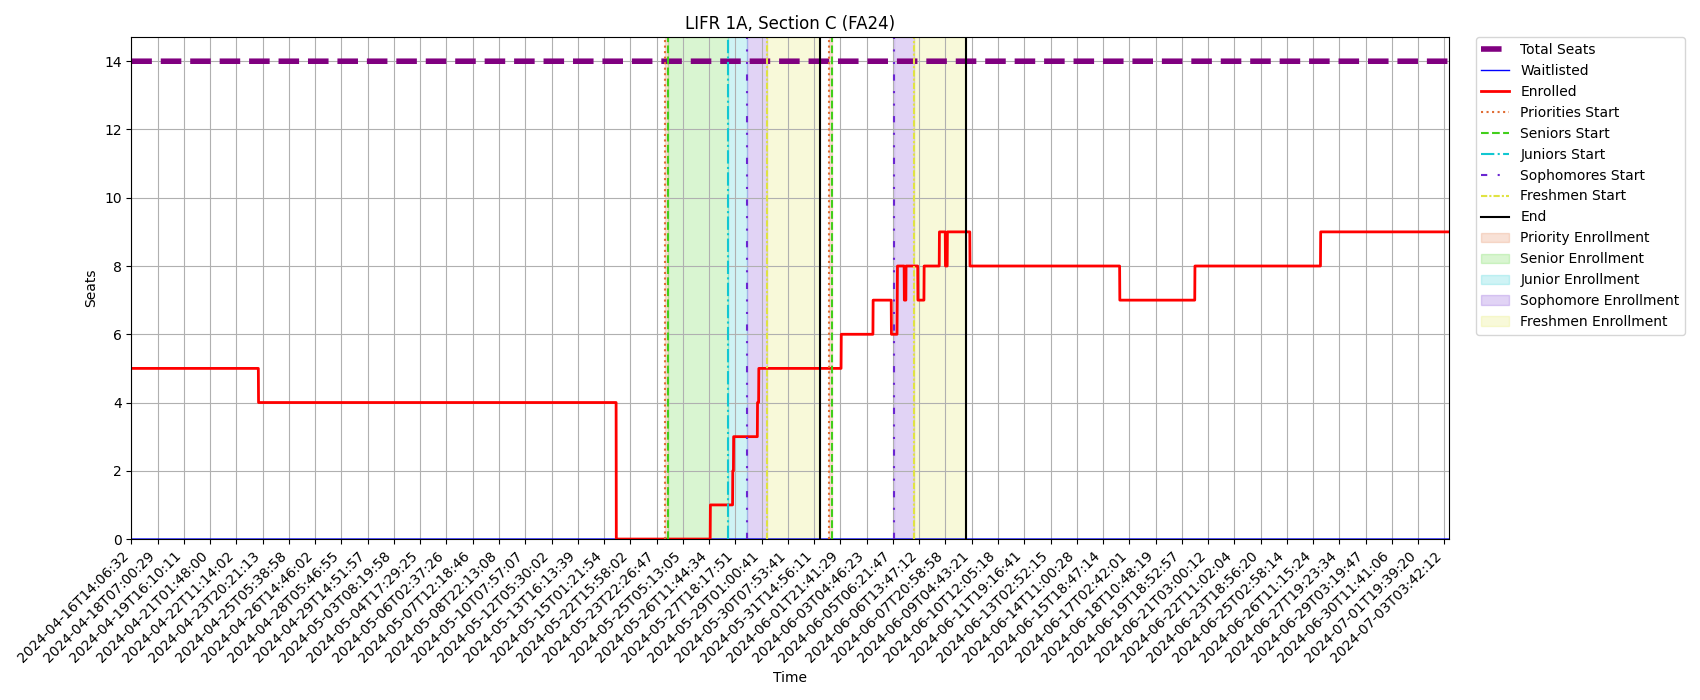 LIFR 1A, Section C (FA24)
Seats
14
12
10
8
6
4
2
0
2024-04-16T14:06:32
2024-04-18T07:00:29
2024-04-19T16:10:11
2024-04-21T01:48:00
2024-04-22T11:14:02
2024-04-23T20:21:13
2024-04-25T05:38:58
2024-04-26T14:46:02
2024-04-28T05:46:55
2024-04-29T14:51:57
2024-05-03T08:19:58
2024-05-04T17:29:25
2024-05-06T02:37:26
2024-05-07T12:18:46
2024-05-08T22:13:08
2024-05-10T07:57:07
2024-05-12T05:30:02
2024-05-13T16:13:39
2024-05-15T01:21:54
2024-05-22T15:58:02
2024-05-23T22:26:47
2024-05-25T05:13:05
2024-05-26T11:44:34
2024-05-27T18:17:51
2024-05-29T01:00:41
2024-05-30T07:53:41
2024-05-31T14:56:11
2024-06-01T21:41:29
2024-06-03T04:46:23
2024-06-05T06:21:47
2024-06-06T13:47:12
2024-06-07T20:58:58
2024-06-09T04:43:21
2024-06-10T12:05:18
2024-06-11T19:16:41
2024-06-13T02:52:15
2024-06-14T11:00:28
2024-06-15T18:47:14
2024-06-17T02:42:01
2024-06-18T10:48:19
2024-06-19T18:52:57
2024-06-21T03:00:12
2024-06-22T11:02:04
2024-06-23T18:56:20
2024-06-25T02:58:14
2024-06-26T11:15:24
2024-06-27T19:23:34
2024-06-29T03:19:47
2024-06-30T11:41:06
2024-07-01T19:39:20
2024-07-03T03:42:12
Time
Total Seats
Waitlisted
Enrolled
Priorities Start
Seniors Start
Juniors Start
Sophomores Start
Freshmen Start
End
Priority Enrollment
Senior Enrollment
Junior Enrollment
Sophomore Enrollment
Freshmen Enrollment